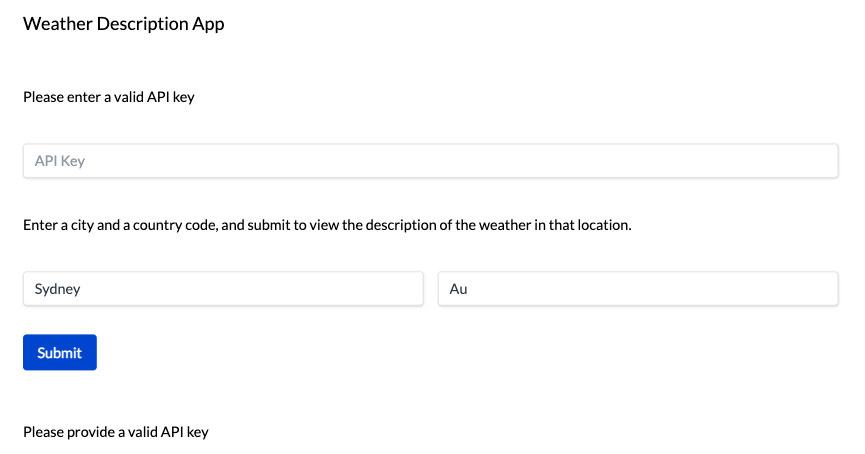 Weather Description App
Please enter a valid API key
API Key
Enter a city and a country code, and submit to view the description of the weather in that location.
Sydney
Au
Submit
Please provide a valid API key